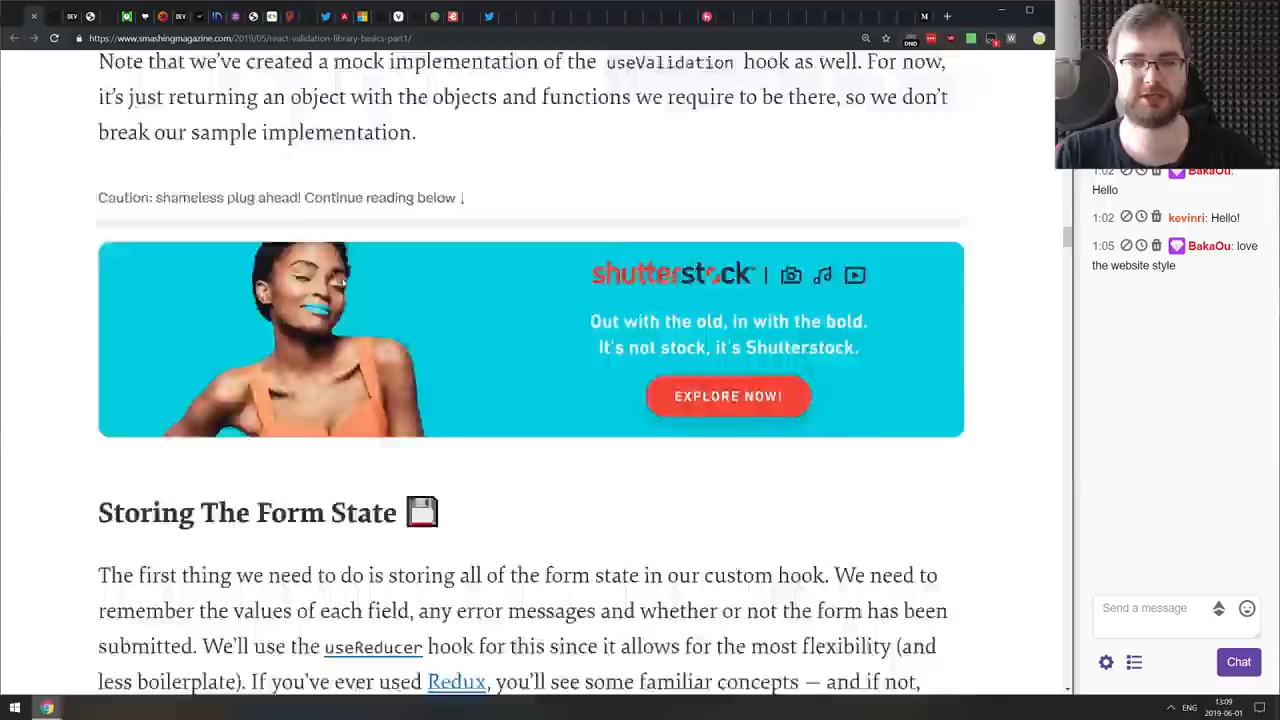 DEV
DEV
https://www.smashingmagazine.com/2019/05/react-validation-library-basics-part1/
DND
Note that we've created a mock implementation of the useValidation hook as well. For now,
it's just returning an object with the objects and functions we require to be there, so we don't
break our sample implementation.
Caution: shameless plug ahead! Continue reading below ↓
shutterstock
Out with the old, in with the bold.
It's not stock, it's Shutterstock.
EXPLORE NOW!
Storing The Form State
The first thing we need to do is storing all of the form state in our custom hook. We need to
remember the values of each field, any error messages and whether or not the form has been
submitted. We'll use the useReducer hook for this since it allows for the most flexibility (and
less boilerplate). If you've ever used Redux, you'll see some familiar concepts — and if not,
1:02 BakaOu:
Hello
1:02 kevinri: Hello!
1:05 BakaOu: love
the website style
Send a message
Chat
ENG
13:09
2019-06-01